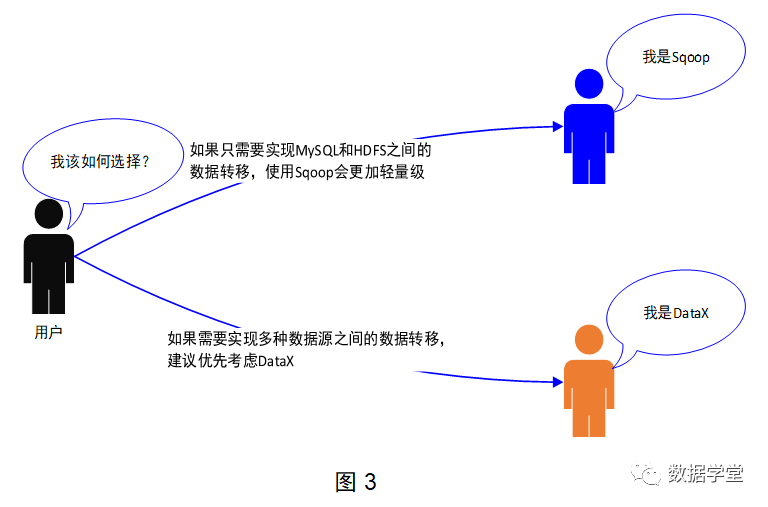 我是Sqoop
我该如何选择？
如果只需要实现MySQL和HDFS之间的
数据转移，使用Sqoop会更加轻量级
用户
我是DataX
如果需要实现多种数据源之间的数据转移，
建议优先考虑DataX
图 3
数据学堂